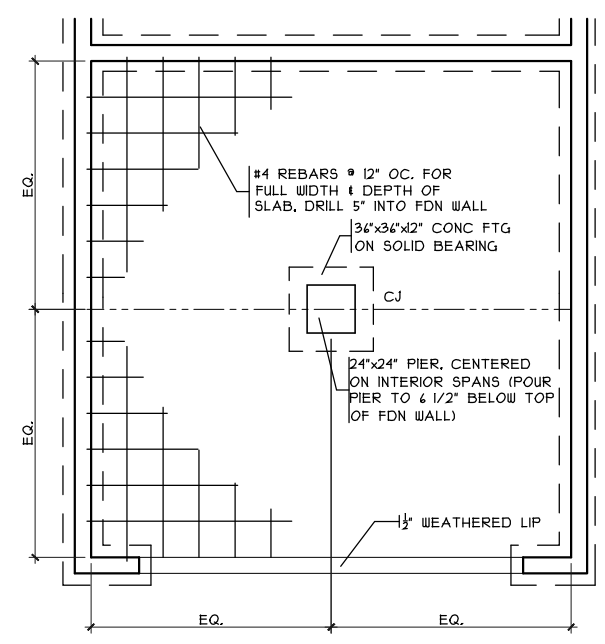 #4 REBARS @ 12" OC. FOR
FULL WIDTH & DEPTH OF
SLAB, DRILL 5" INTO FDN WALL
36"x36"x12" CONC FTG
ON SOLID BEARING
EQ.
CJ
24"x24" PIER, CENTERED
ON INTERIOR SPANS (POUR
PIER TO 6 1/2" BELOW TOP
OF FDN WALL)
EQ.
1½" WEATHERED LIP
EQ.
EQ.